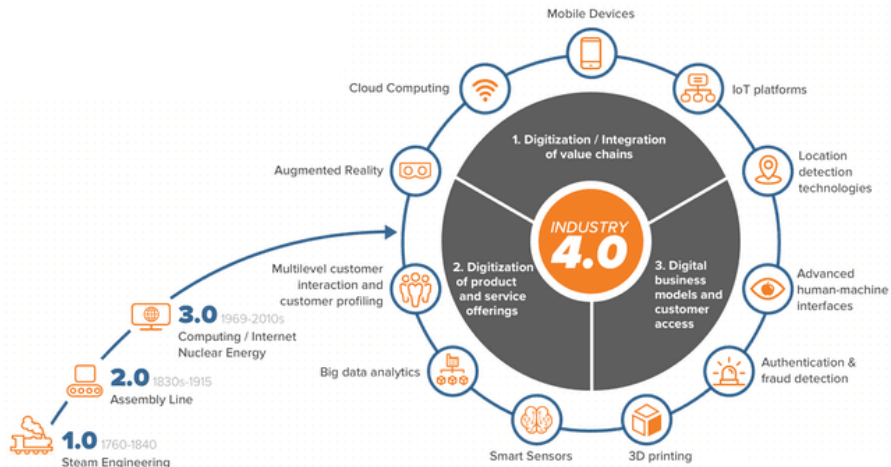 Mobile Devices
Cloud Computing
IoT platforms
1. Digitization / Integration
of value chains
Augmented Reality
Location
detection
technologies
INDUSTRY
4.0
Multilevel customer
interaction and
customer profiling
2. Digitization
of product
and service
offerings
3. Digital
business
models and
customer
access
Advanced
human-machine
interfaces
3.0 1969-2010s
Computing / Internet
Nuclear Energy
Big data analytics
Authentication &
fraud detection
2.0 1830s-1915
Assembly Line
1.0 1760-1840
Steam Engineering
Smart Sensors
3D printing